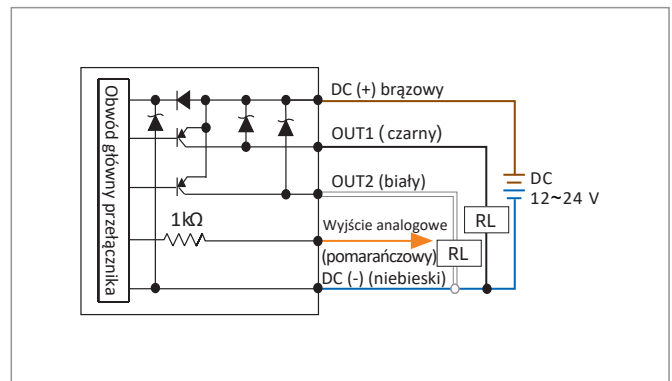 Obwód główny przełącznika
DC (+) brązowy
OUT1 ( czarny)
OUT2 (biały)
1kΩ
Wyjście analogowe
(pomarańczowy)
DC (-) (niebieski)
RL
RL
DC
12~24 V